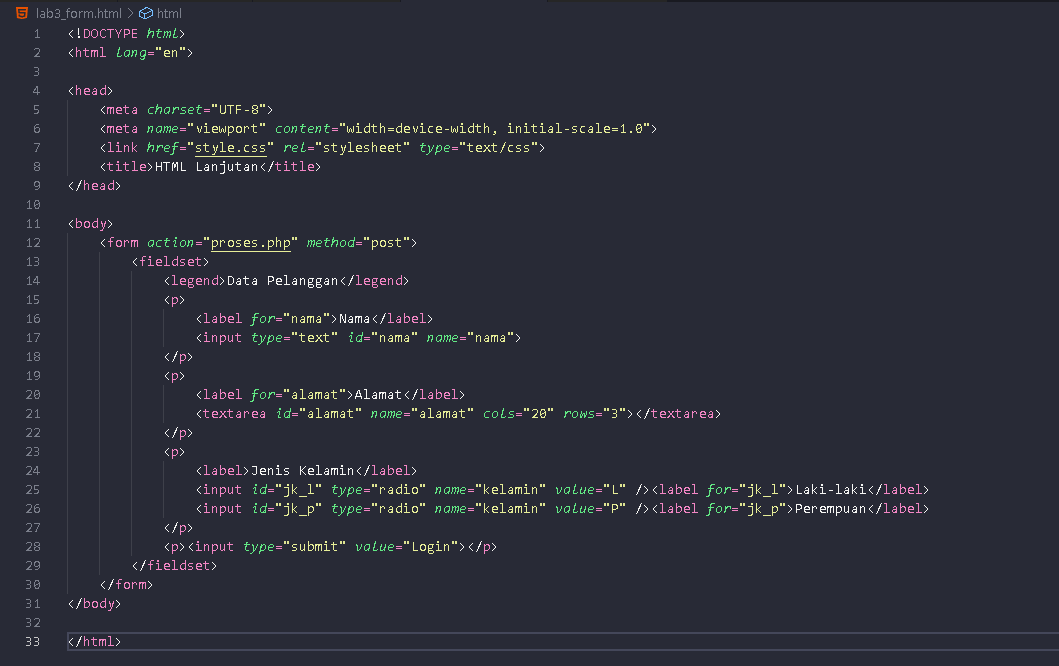 lab3_form.html > html
1 <!DOCTYPE html>
2 <html lang="en">
3
4 <head>
5     <meta charset="UTF-8">
6     <meta name="viewport" content="width=device-width, initial-scale=1.0">
7     <link href="style.css" rel="stylesheet" type="text/css">
8     <title>HTML Lanjutan</title>
9 </head>
10
11 <body>
12     <form action="proses.php" method="post">
13         <fieldset>
14             <legend>Data Pelanggan</legend>
15             <p>
16                 <label for="nama">Nama</label>
17                 <input type="text" id="nama" name="nama">
18             </p>
19             <p>
20                 <label for="alamat">Alamat</label>
21                 <textarea id="alamat" name="alamat" cols="20" rows="3"></textarea>
22             </p>
23             <p>
24                 <label>Jenis Kelamin</label>
25                 <input id="jk_l" type="radio" name="kelamin" value="L" /><label for="jk_l">Laki-laki</label>
26                 <input id="jk_p" type="radio" name="kelamin" value="P" /><label for="jk_p">Perempuan</label>
27             </p>
28             <p><input type="submit" value="Login"></p>
29         </fieldset>
30     </form>
31 </body>
32
33 </html>